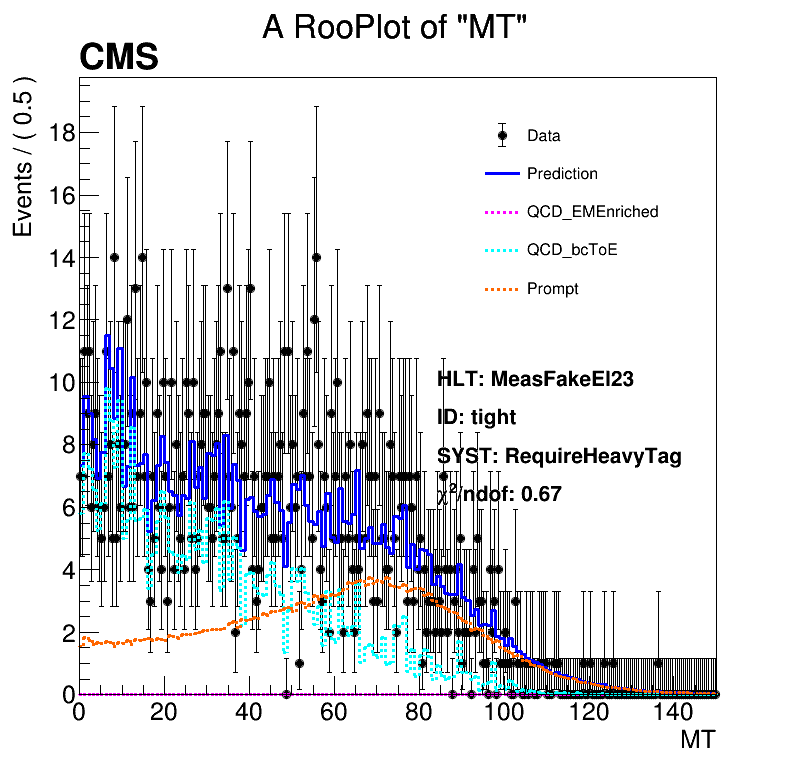 A RooPlot of "MT"
CMS
Events / ( 0.5 )
18
16
14
12
10
8
6
4
2
0
Data
Prediction
QCD_EMEnriched
QCD_bcToE
Prompt
HLT: MeasFakeEl23
ID: tight
SYST: RequireHeavyTag
χ²/ndof: 0.67
0 20 40 60 80 100 120 140
MT